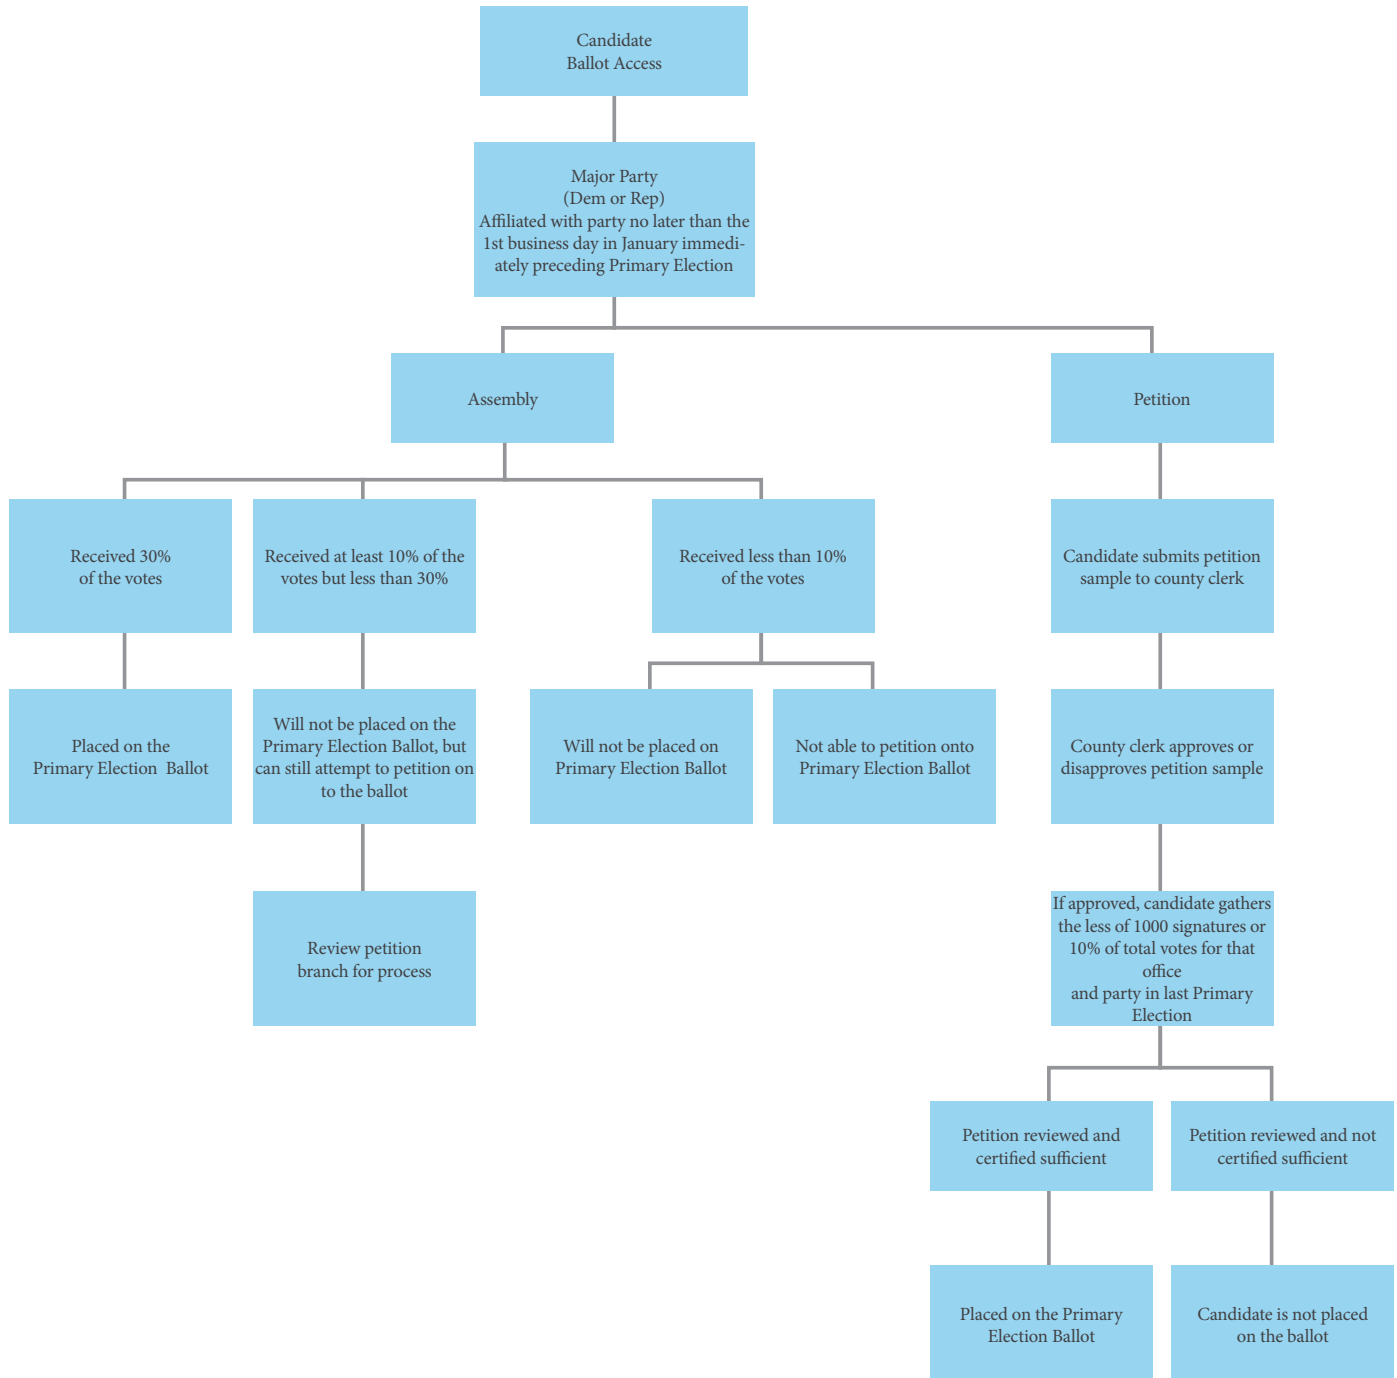 Candidate
Ballot Access
Major Party
(Dem or Rep)
Affiliated with party no later than the
1st business day in January immedi-
ately preceding Primary Election
Assembly
Petition
Received 30%
of the votes
Received at least 10% of the
votes but less than 30%
Received less than 10%
of the votes
Candidate submits petition
sample to county clerk
Placed on the
Primary Election Ballot
Will not be placed on the
Primary Election Ballot, but
can still attempt to petition on
to the ballot
Will not be placed on
Primary Election Ballot
Not able to petition onto
Primary Election Ballot
County clerk approves or
disapproves petition sample
Review petition
branch for process
If approved, candidate gathers
the less of 1000 signatures or
10% of total votes for that
office
and party in last Primary
Election
Petition reviewed and
certified sufficient
Petition reviewed and not
certified sufficient
Placed on the Primary
Election Ballot
Candidate is not placed
on the ballot